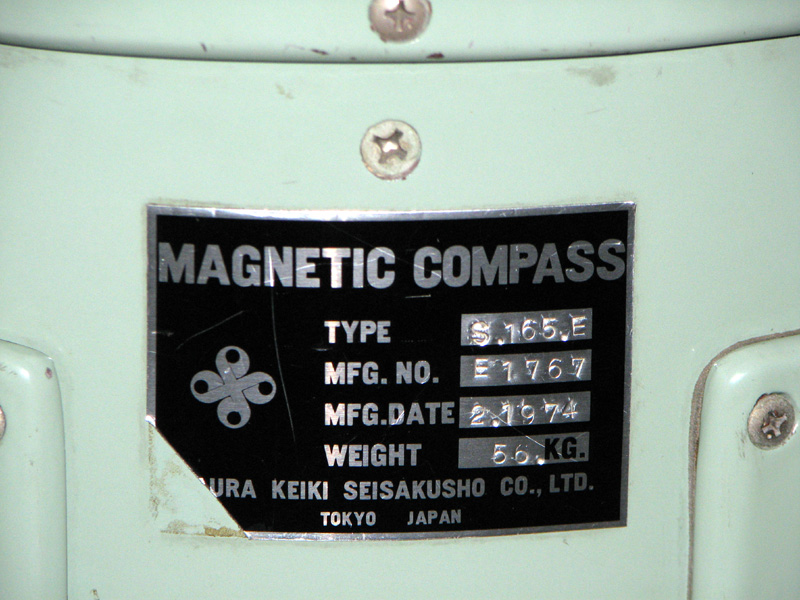 MAGNETIC COMPASS
TYPE S.165.E
MFG. NO. E1767
MFG.DATE 2.1974
WEIGHT 56.KG.
KEIKI SEISAKUSHO CO., LTD.
TOKYO JAPAN